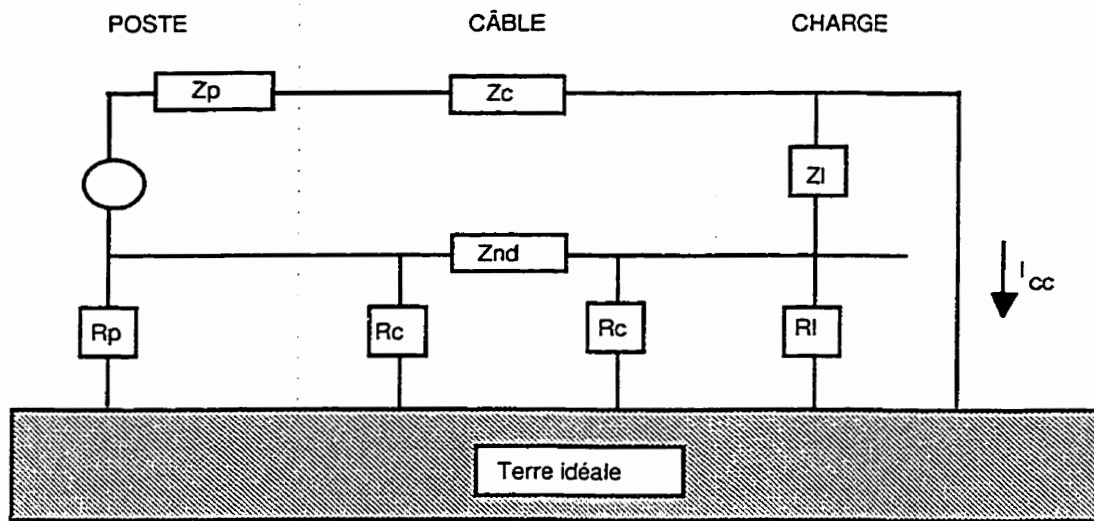 POSTE
CÂBLE
CHARGE
Zp
Zc
Zl
Znd
Rp
Rc
Rc
Rl
I cc
Terre idéale